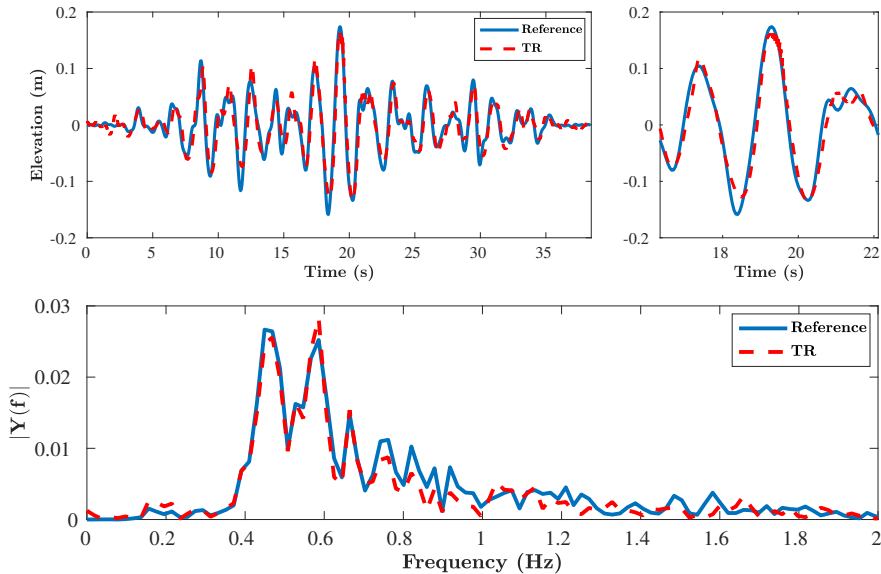 0.2
0.1
0
-0.1
-0.2
Elevation (m)
0 5 10 15 20 25 30 35
Time (s)
Reference
TR
0.2
0.1
0
-0.1
-0.2
18 20 22
Time (s)
0.03
0.02
0.01
0
|Y(f)|
0 0.2 0.4 0.6 0.8 1 1.2 1.4 1.6 1.8 2
Frequency (Hz)
Reference
TR